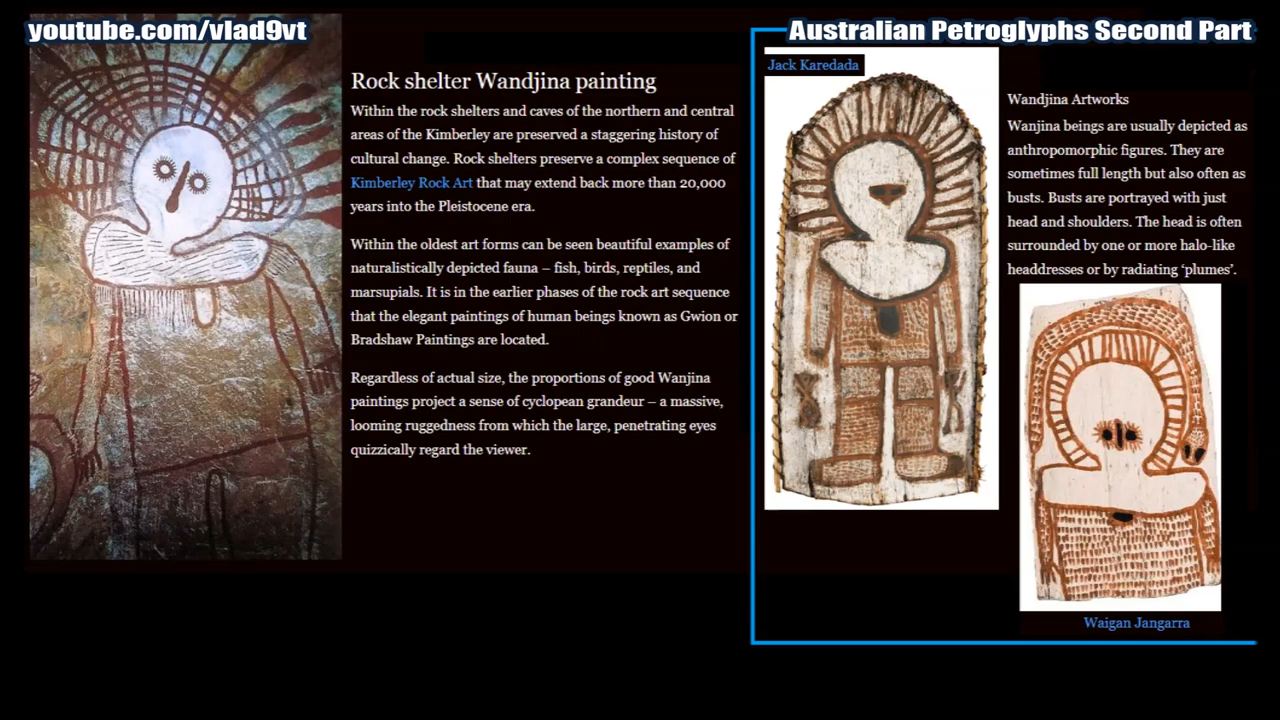 youtube.com/vlad9vt
Australian Petroglyphs Second Part
Rock shelter Wandjina painting
Within the rock shelters and caves of the northern and central
areas of the Kimberley are preserved a staggering history of
cultural change. Rock shelters preserve a complex sequence of
Kimberley Rock Art that may extend back more than 20,000
years into the Pleistocene era.
Within the oldest art forms can be seen beautiful examples of
naturalistically depicted fauna – fish, birds, reptiles, and
marsupials. It is in the earlier phases of the rock art sequence
that the elegant paintings of human beings known as Gwion or
Bradshaw Paintings are located.
Regardless of actual size, the proportions of good Wanjina
paintings project a sense of cyclopean grandeur – a massive,
looming ruggedness from which the large, penetrating eyes
quizzically regard the viewer.
Jack Karedada
Wandjina Artworks
Wanjina beings are usually depicted as
anthropomorphic figures. They are
sometimes full length but also often as
busts. Busts are portrayed with just
head and shoulders. The head is often
surrounded by one or more halo-like
headdresses or by radiating ‘plumes’.
Waigan Jangarra